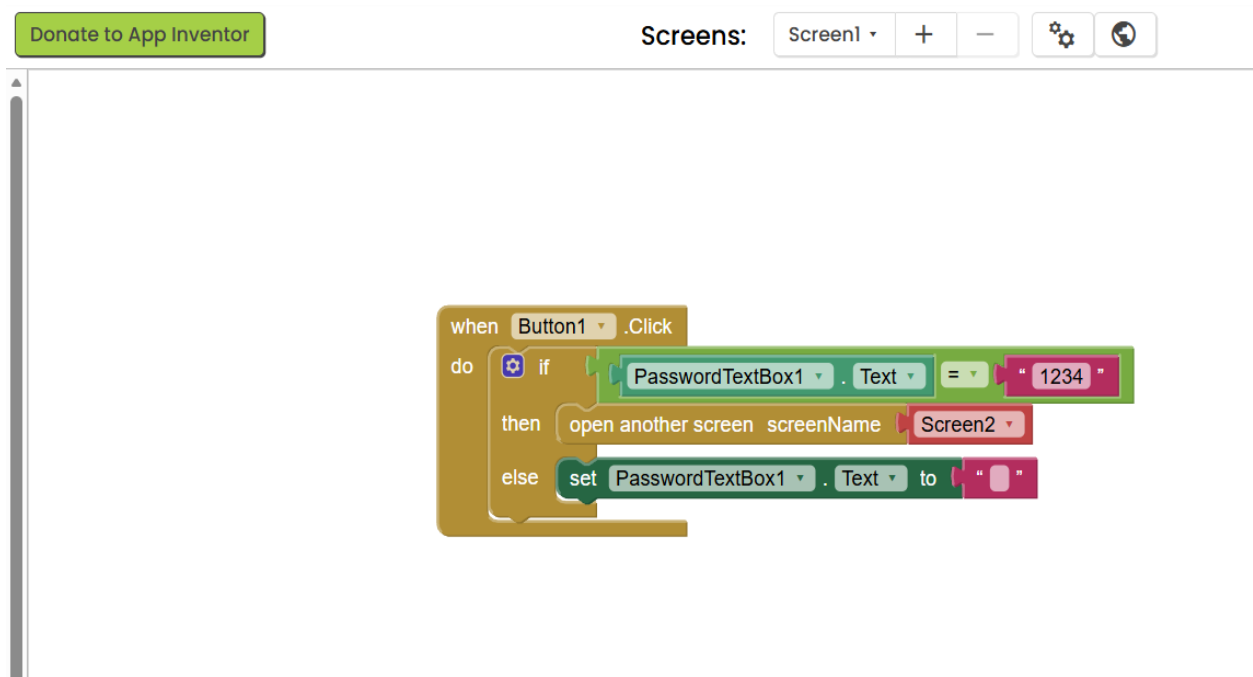 Donate to App Inventor Screens: Screen1 + −
when Button1 .Click
do if PasswordTextBox1 . Text = “ 1234 ”
then open another screen screenName Screen2
else set PasswordTextBox1 . Text to “ ”